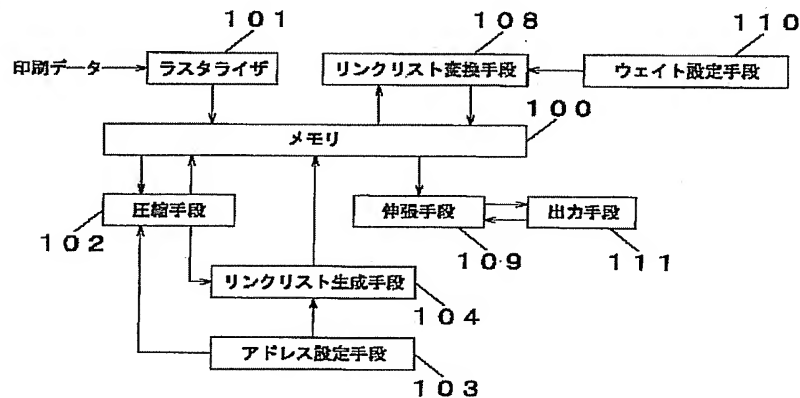 101
108
110
印刷データ
ラスタライザ
リンクリスト変換手段
ウェイト設定手段
100
メモリ
圧縮手段
伸張手段
出力手段
102
109
111
リンクリスト生成手段
104
アドレス設定手段
103